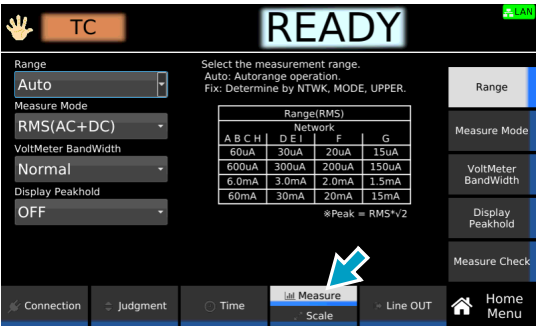 LAN
TC
READY
Range
Auto
Measure Mode
RMS(AC+DC)
VoltMeter BandWidth
Normal
Display Peakhold
OFF
Select the measurement range.
Auto: Autorange operation.
Fix: Determine by NTWK, MODE, UPPER.
Range(RMS)
Network
A B C H D E I F G
60uA 30uA 20uA 15uA
600uA 300uA 200uA 150uA
6.0mA 3.0mA 2.0mA 1.5mA
60mA 30mA 20mA 15mA
※Peak = RMS*√2
Range
Measure Mode
VoltMeter
BandWidth
Display
Peakhold
Measure Check
Connection
Judgment
Time
Measure
Scale
Line OUT
Home
Menu